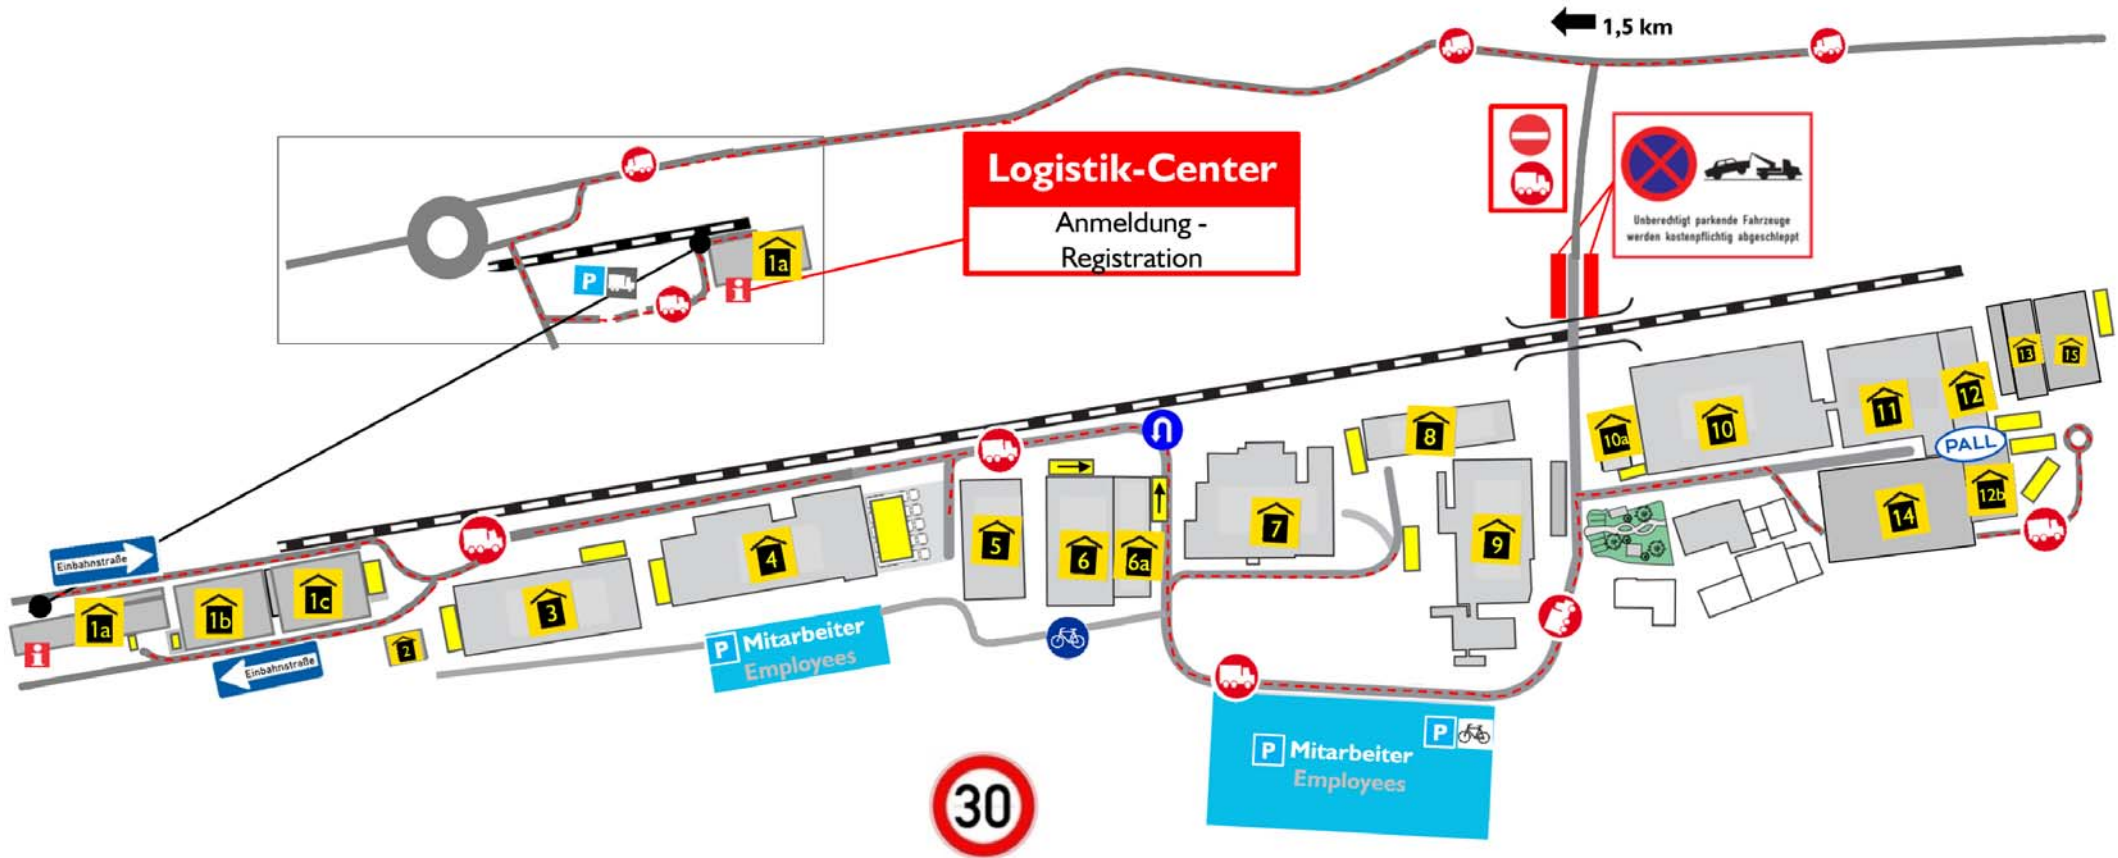 1,5 km
Logistik-Center
Anmeldung -
Registration
Unberechtigt parkende Fahrzeuge
werden kostenpflichtig abgeschleppt
1a
P
i
13
15
12
11
10
10a
8
PALL
12b
14
9
7
6a
6
5
4
3
2
1c
1b
1a
i
Einbahnstraße
Einbahnstraße
P Mitarbeiter
Employees
P
P Mitarbeiter
Employees
30